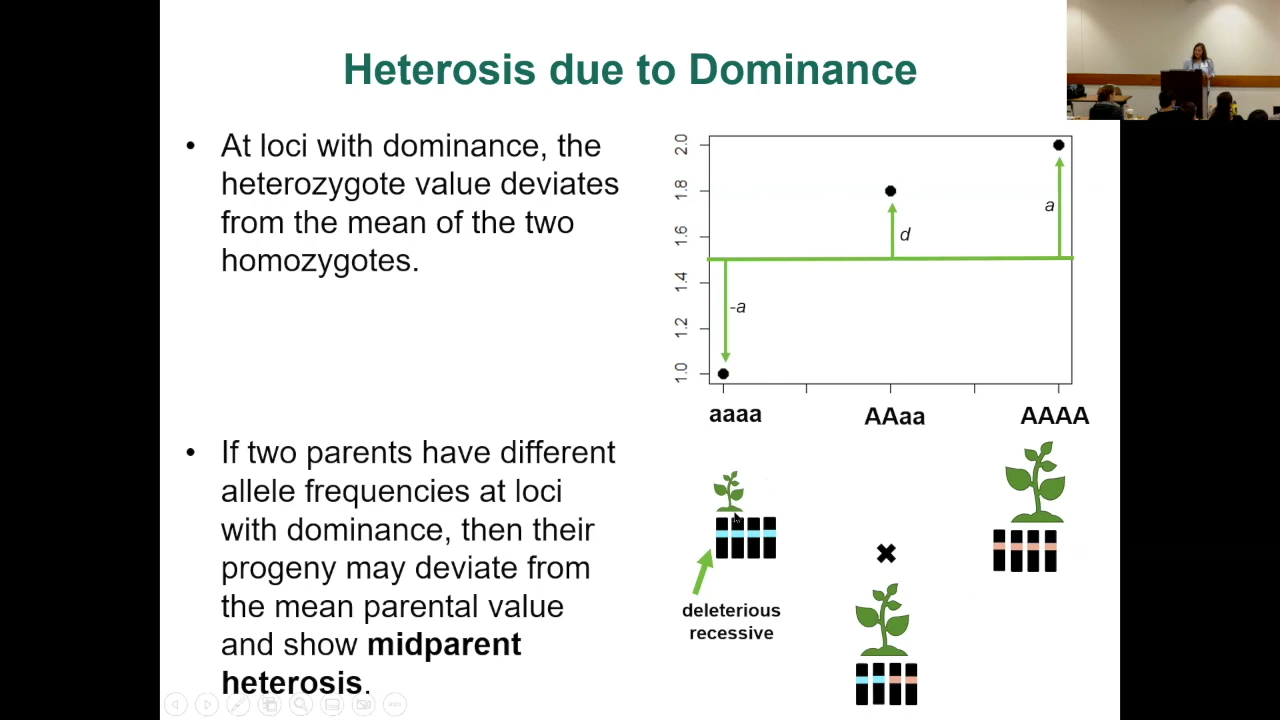 Heterosis due to Dominance
• At loci with dominance, the
heterozygote value deviates
from the mean of the two
homozygotes.
• If two parents have different
allele frequencies at loci
with dominance, then their
progeny may deviate from
the mean parental value
and show midparent
heterosis.
2.0
1.8
1.6
1.4
1.2
1.0
a
d
-a
aaaa
AAaa
AAAA
deleterious
recessive